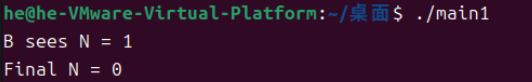 he@he-VMware-Virtual-Platform:~/桌面$ ./main1
B sees N = 1
Final N = 0